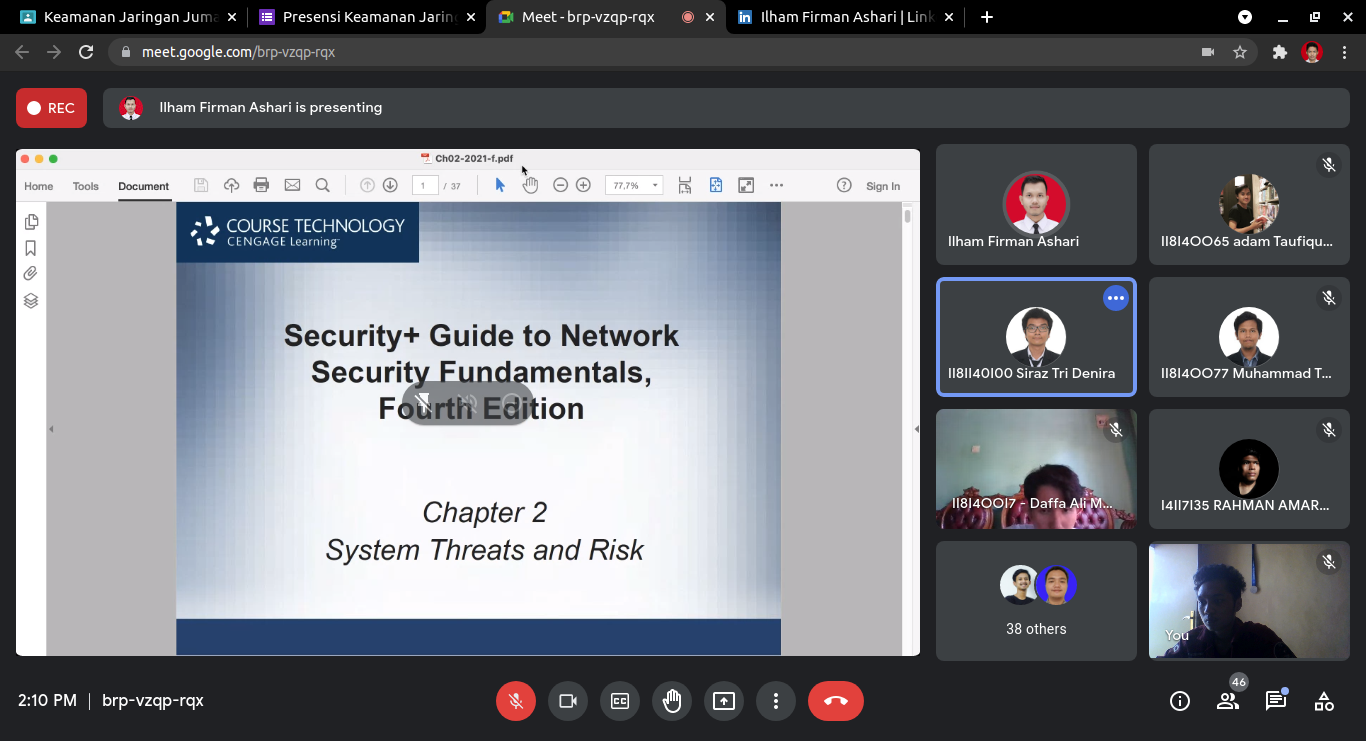 Keamanan Jaringan Juma
Presensi Keamanan Jaring
Meet - brp-vzqp-rqx
Ilham Firman Ashari | Link
meet.google.com/brp-vzqp-rqx
REC
Ilham Firman Ashari is presenting
Ch02-2021-f.pdf
Home Tools Document 1 / 37 77.7% Sign In
COURSE TECHNOLOGY
CENGAGE Learning™
Security+ Guide to Network
Security Fundamentals,
Fourth Edition
Chapter 2
System Threats and Risk
Ilham Firman Ashari
118140065 adam Taufiqu...
1181140100 Siraz Tri Denira
118140077 Muhammad T...
118140017 - Daffa Ali M...
14117135 RAHMAN AMAR...
38 others
You
2:10 PM | brp-vzqp-rqx
CC
46